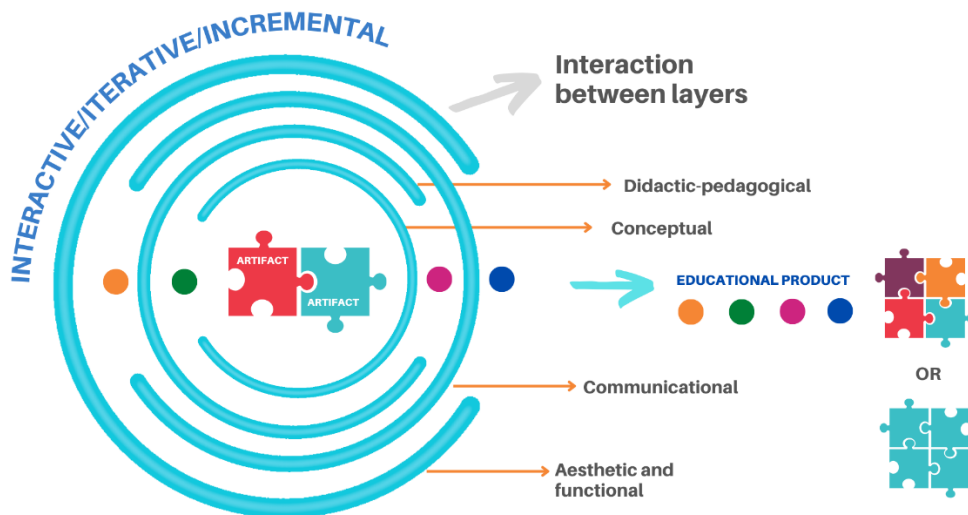 INTERACTIVE/ITERATIVE/INCREMENTAL
Interaction
between layers
Didactic-pedagogical
Conceptual
ARTIFACT
ARTIFACT
EDUCATIONAL PRODUCT
OR
Communicational
Aesthetic and
functional